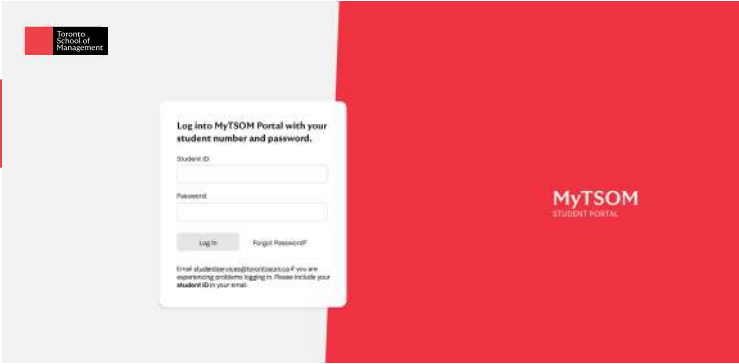 Toronto
School of
Management
Log into MyTSOM Portal with your
student number and password.
Student ID
Password
Log In
Forgot Password?
Email studentservices@torontosom.ca if you are
experiencing problems logging in. Please include your
student ID in your email.
MyTSOM
STUDENT PORTAL